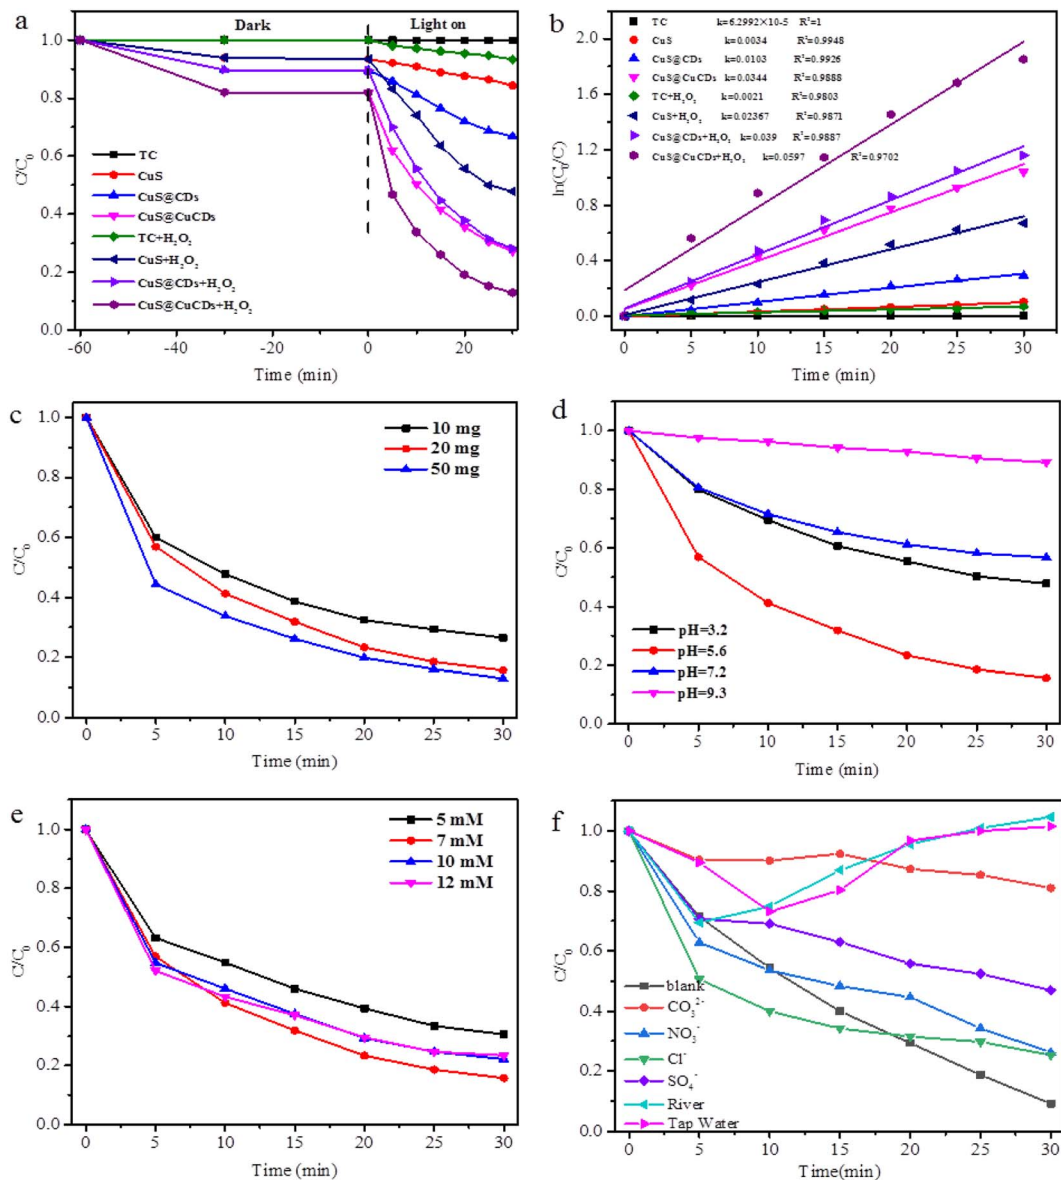 a
Dark
Light on
1.0
0.8
0.6
0.4
0.2
0.0
C/C₀
TC
CuS
CuS@CDs
CuS@CuCDs
TC+H₂O₂
CuS+H₂O₂
CuS@CDs+H₂O₂
CuS@CuCDs+H₂O₂
-60 -40 -20 0 20
Time (min)
b
2.0
1.6
1.2
0.8
0.4
0.0
ln(C₀/C)
TC k=6.2992×10-5 R²=1
CuS k=0.0034 R²=0.9948
CuS@CDs k=0.0103 R²=0.9926
CuS@CuCDs k=0.0344 R²=0.9888
TC+H₂O₂ k=0.0021 R²=0.9803
CuS+H₂O₂ k=0.02367 R²=0.9871
CuS@CDs+H₂O₂ k=0.039 R²=0.9887
CuS@CuCDs+H₂O₂ k=0.0597 R²=0.9702
0 5 10 15 20 25 30
Time (min)
c
1.0
0.8
0.6
0.4
0.2
0.0
C/C₀
10 mg
20 mg
50 mg
0 5 10 15 20 25 30
Time (min)
d
1.0
0.8
0.6
0.4
0.2
0.0
C/C₀
pH=3.2
pH=5.6
pH=7.2
pH=9.3
0 5 10 15 20 25 30
Time (min)
e
1.0
0.8
0.6
0.4
0.2
0.0
C/C₀
5 mM
7 mM
10 mM
12 mM
0 5 10 15 20 25 30
Time (min)
f
1.0
0.8
0.6
0.4
0.2
0.0
C/C₀
blank
CO₃²⁻
NO₃⁻
Cl⁻
SO₄⁻
River
Tap Water
0 5 10 15 20 25 30
Time(min)